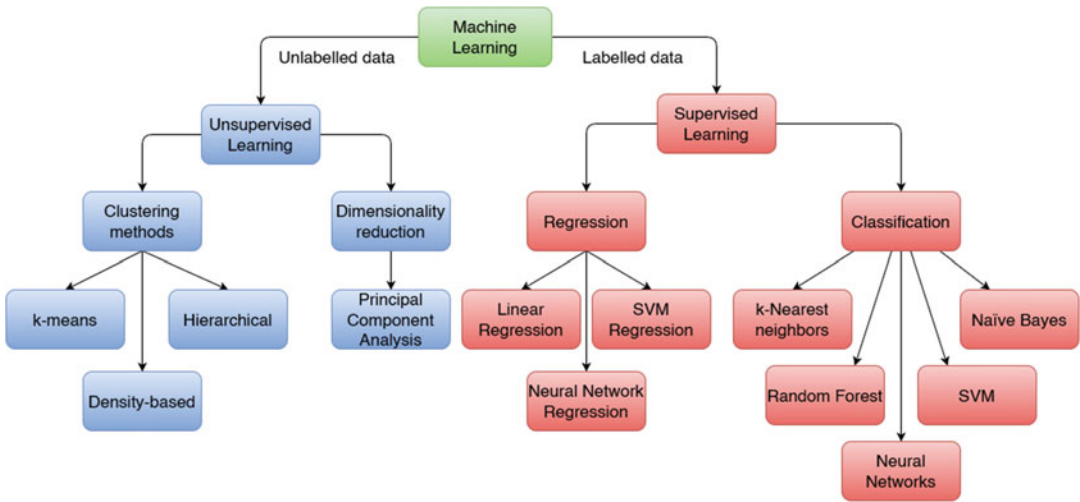 Machine
Learning
Unlabelled data
Labelled data
Unsupervised
Learning
Supervised
Learning
Clustering
methods
Dimensionality
reduction
Regression
Classification
k-means
Hierarchical
Principal
Component
Analysis
Linear
Regression
SVM
Regression
k-Nearest
neighbors
Naïve Bayes
Density-based
Neural Network
Regression
Random Forest
SVM
Neural
Networks